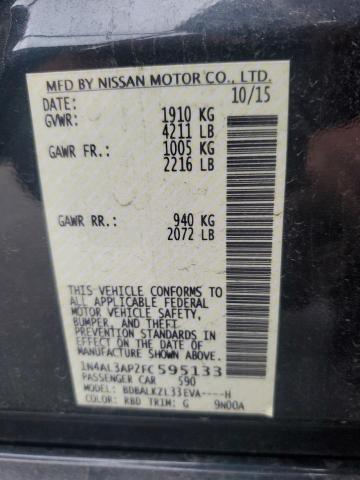 MFD BY NISSAN MOTOR CO., LTD.
DATE: 10/15
GVWR: 1910 KG
4211 LB
GAWR FR.: 1005 KG
2216 LB
GAWR RR.: 940 KG
2072 LB
THIS VEHICLE CONFORMS TO
ALL APPLICABLE FEDERAL
MOTOR VEHICLE SAFETY,
BUMPER, AND THEFT
PREVENTION STANDARDS IN
EFFECT ON THE DATE OF
MANUFACTURE SHOWN ABOVE.
1N4AL3AP2FC595133
PASSENGER CAR 590
MODEL: BDBALKZL33EVA----H
COLOR: RBD TRIM: G 9N00A